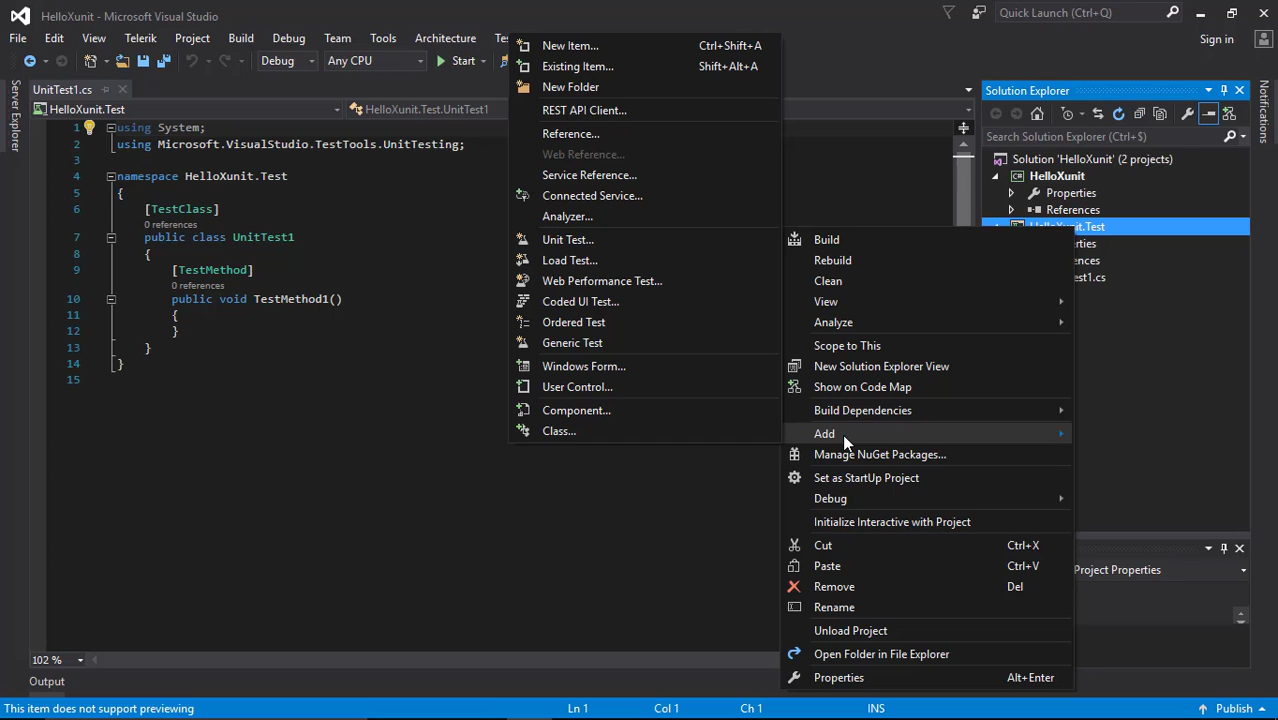 HelloXunit - Microsoft Visual Studio
Quick Launch (Ctrl+Q)
File Edit View Telerik Project Build Debug Team Tools Architecture
Sign in
Debug Any CPU Start
Server Explorer
UnitTest1.cs
HelloXunit.Test HelloXunit.Test.UnitTest1
1 using System;
2 using Microsoft.VisualStudio.TestTools.UnitTesting;
3
4 namespace HelloXunit.Test
5 {
6 [TestClass]
0 references
7 public class UnitTest1
8 {
9 [TestMethod]
0 references
10 public void TestMethod1()
11 {
12 }
13 }
14 }
15
102 %
New Item... Ctrl+Shift+A
Existing Item... Shift+Alt+A
New Folder
REST API Client...
Reference...
Web Reference...
Service Reference...
Connected Service...
Analyzer...
Unit Test...
Load Test...
Web Performance Test...
Coded UI Test...
Ordered Test
Generic Test
Windows Form...
User Control...
Component...
Class...
Build
Rebuild
Clean
View
Analyze
Scope to This
New Solution Explorer View
Show on Code Map
Build Dependencies
Add
Manage NuGet Packages...
Set as StartUp Project
Debug
Initialize Interactive with Project
Cut Ctrl+X
Paste Ctrl+V
Remove Del
Rename
Unload Project
Open Folder in File Explorer
Properties Alt+Enter
Solution Explorer
Search Solution Explorer (Ctrl+$)
Solution 'HelloXunit' (2 projects)
HelloXunit
Properties
References
HelloXunit.Test
Project Properties
Output
This item does not support previewing Ln 1 Col 1 Ch 1 INS Publish